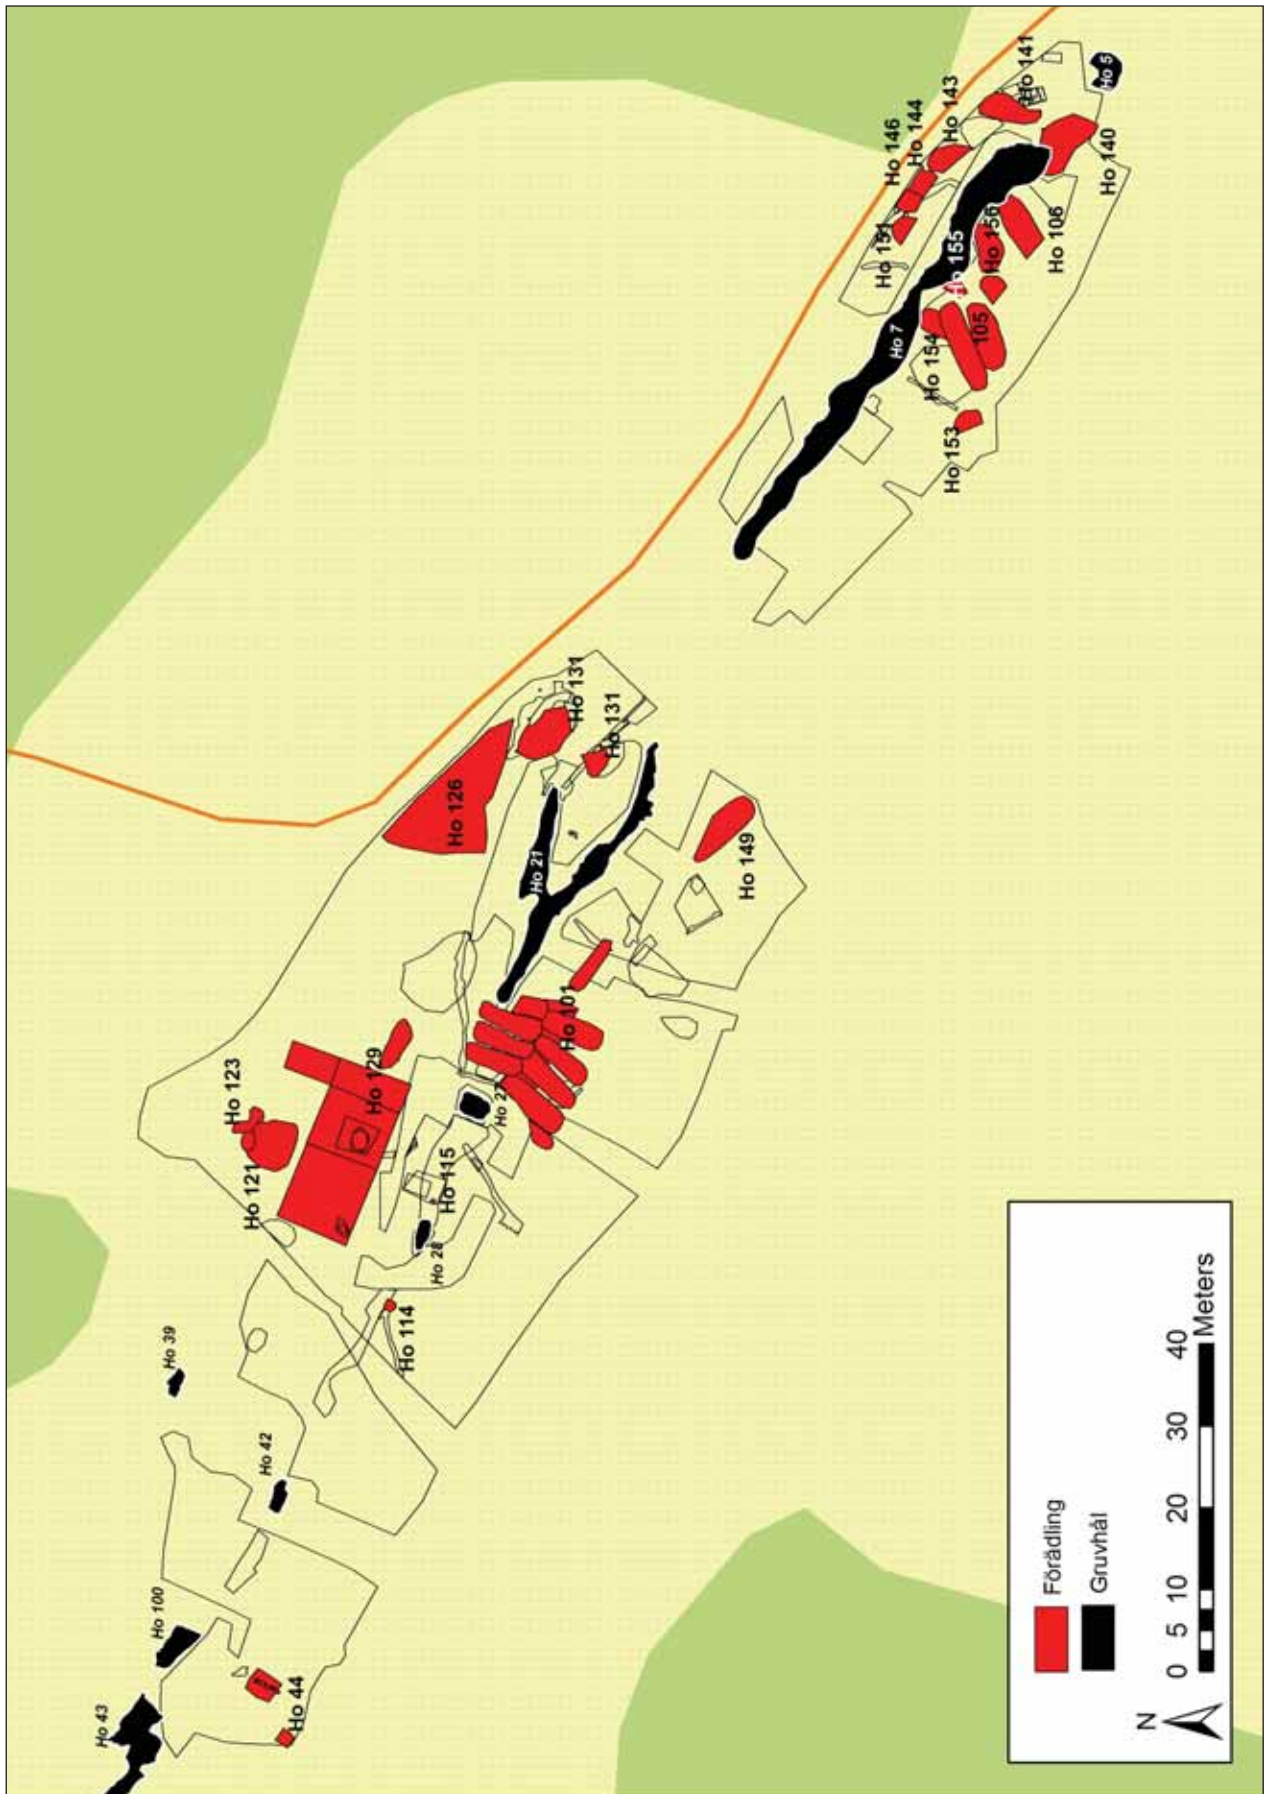 Ho 43
Ho 100
Ho 44
Ho 42
Ho 39
Ho 114
Ho 28
Ho 115
Ho 121
Ho 123
Ho 129
Ho 27
Ho 101
Ho 126
Ho 21
Ho 131
Ho 131
Ho 149
Ho 7
Ho 153
Ho 154
105
Ho 155
Ho 156
Ho 106
Ho 151
Ho 146
Ho 144
Ho 143
Ho 141
Ho 140
Ho 5
Förädling
Gruvhål
N
0 5 10 20 30 40
Meters